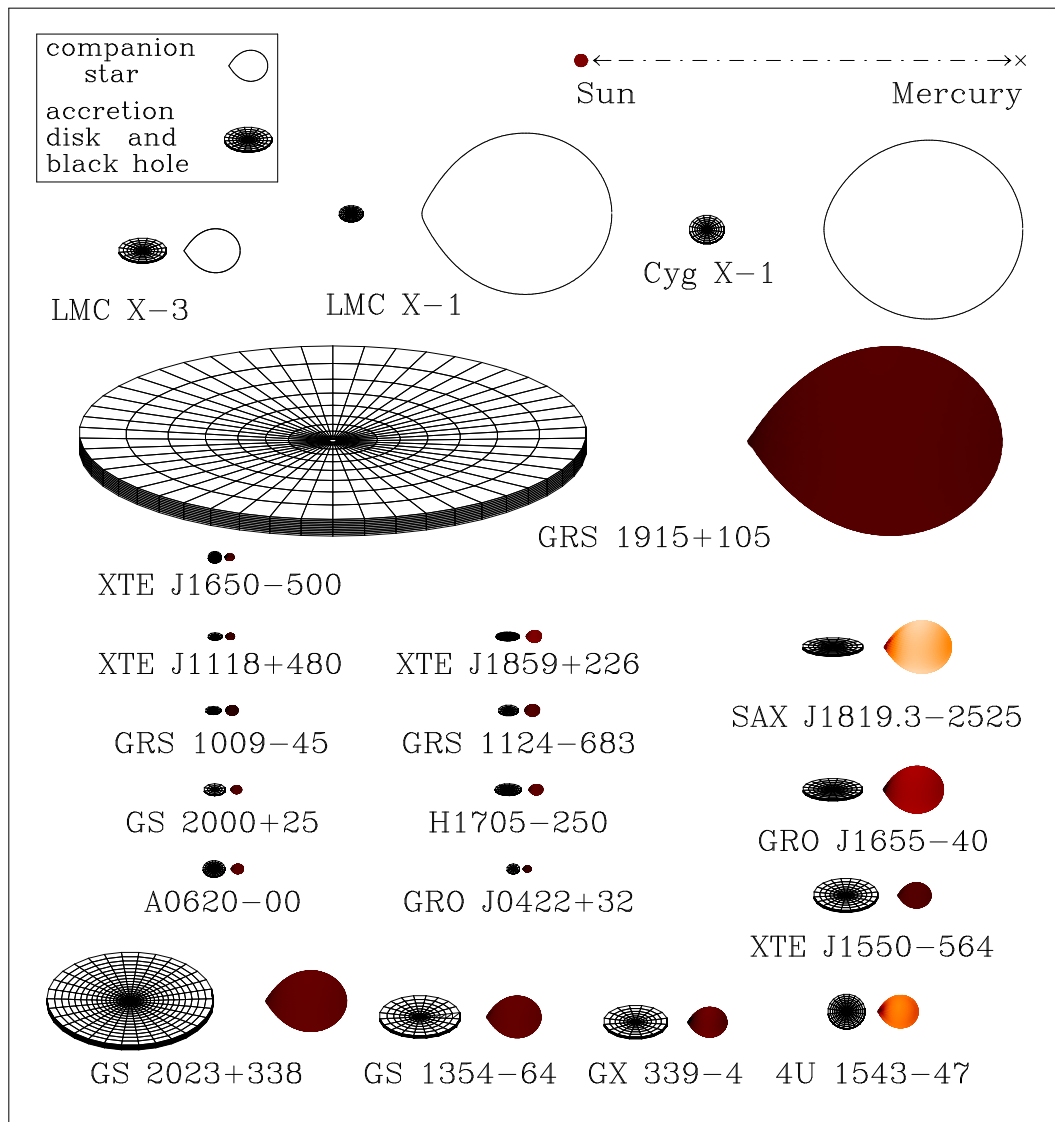 companion
star
accretion
disk and
black hole
Sun
Mercury
LMC X−3
LMC X−1
Cyg X−1
GRS 1915+105
XTE J1650−500
XTE J1118+480
XTE J1859+226
SAX J1819.3−2525
GRS 1009−45
GRS 1124−683
GS 2000+25
H1705−250
GRO J1655−40
A0620−00
GRO J0422+32
XTE J1550−564
GS 2023+338
GS 1354−64
GX 339−4
4U 1543−47